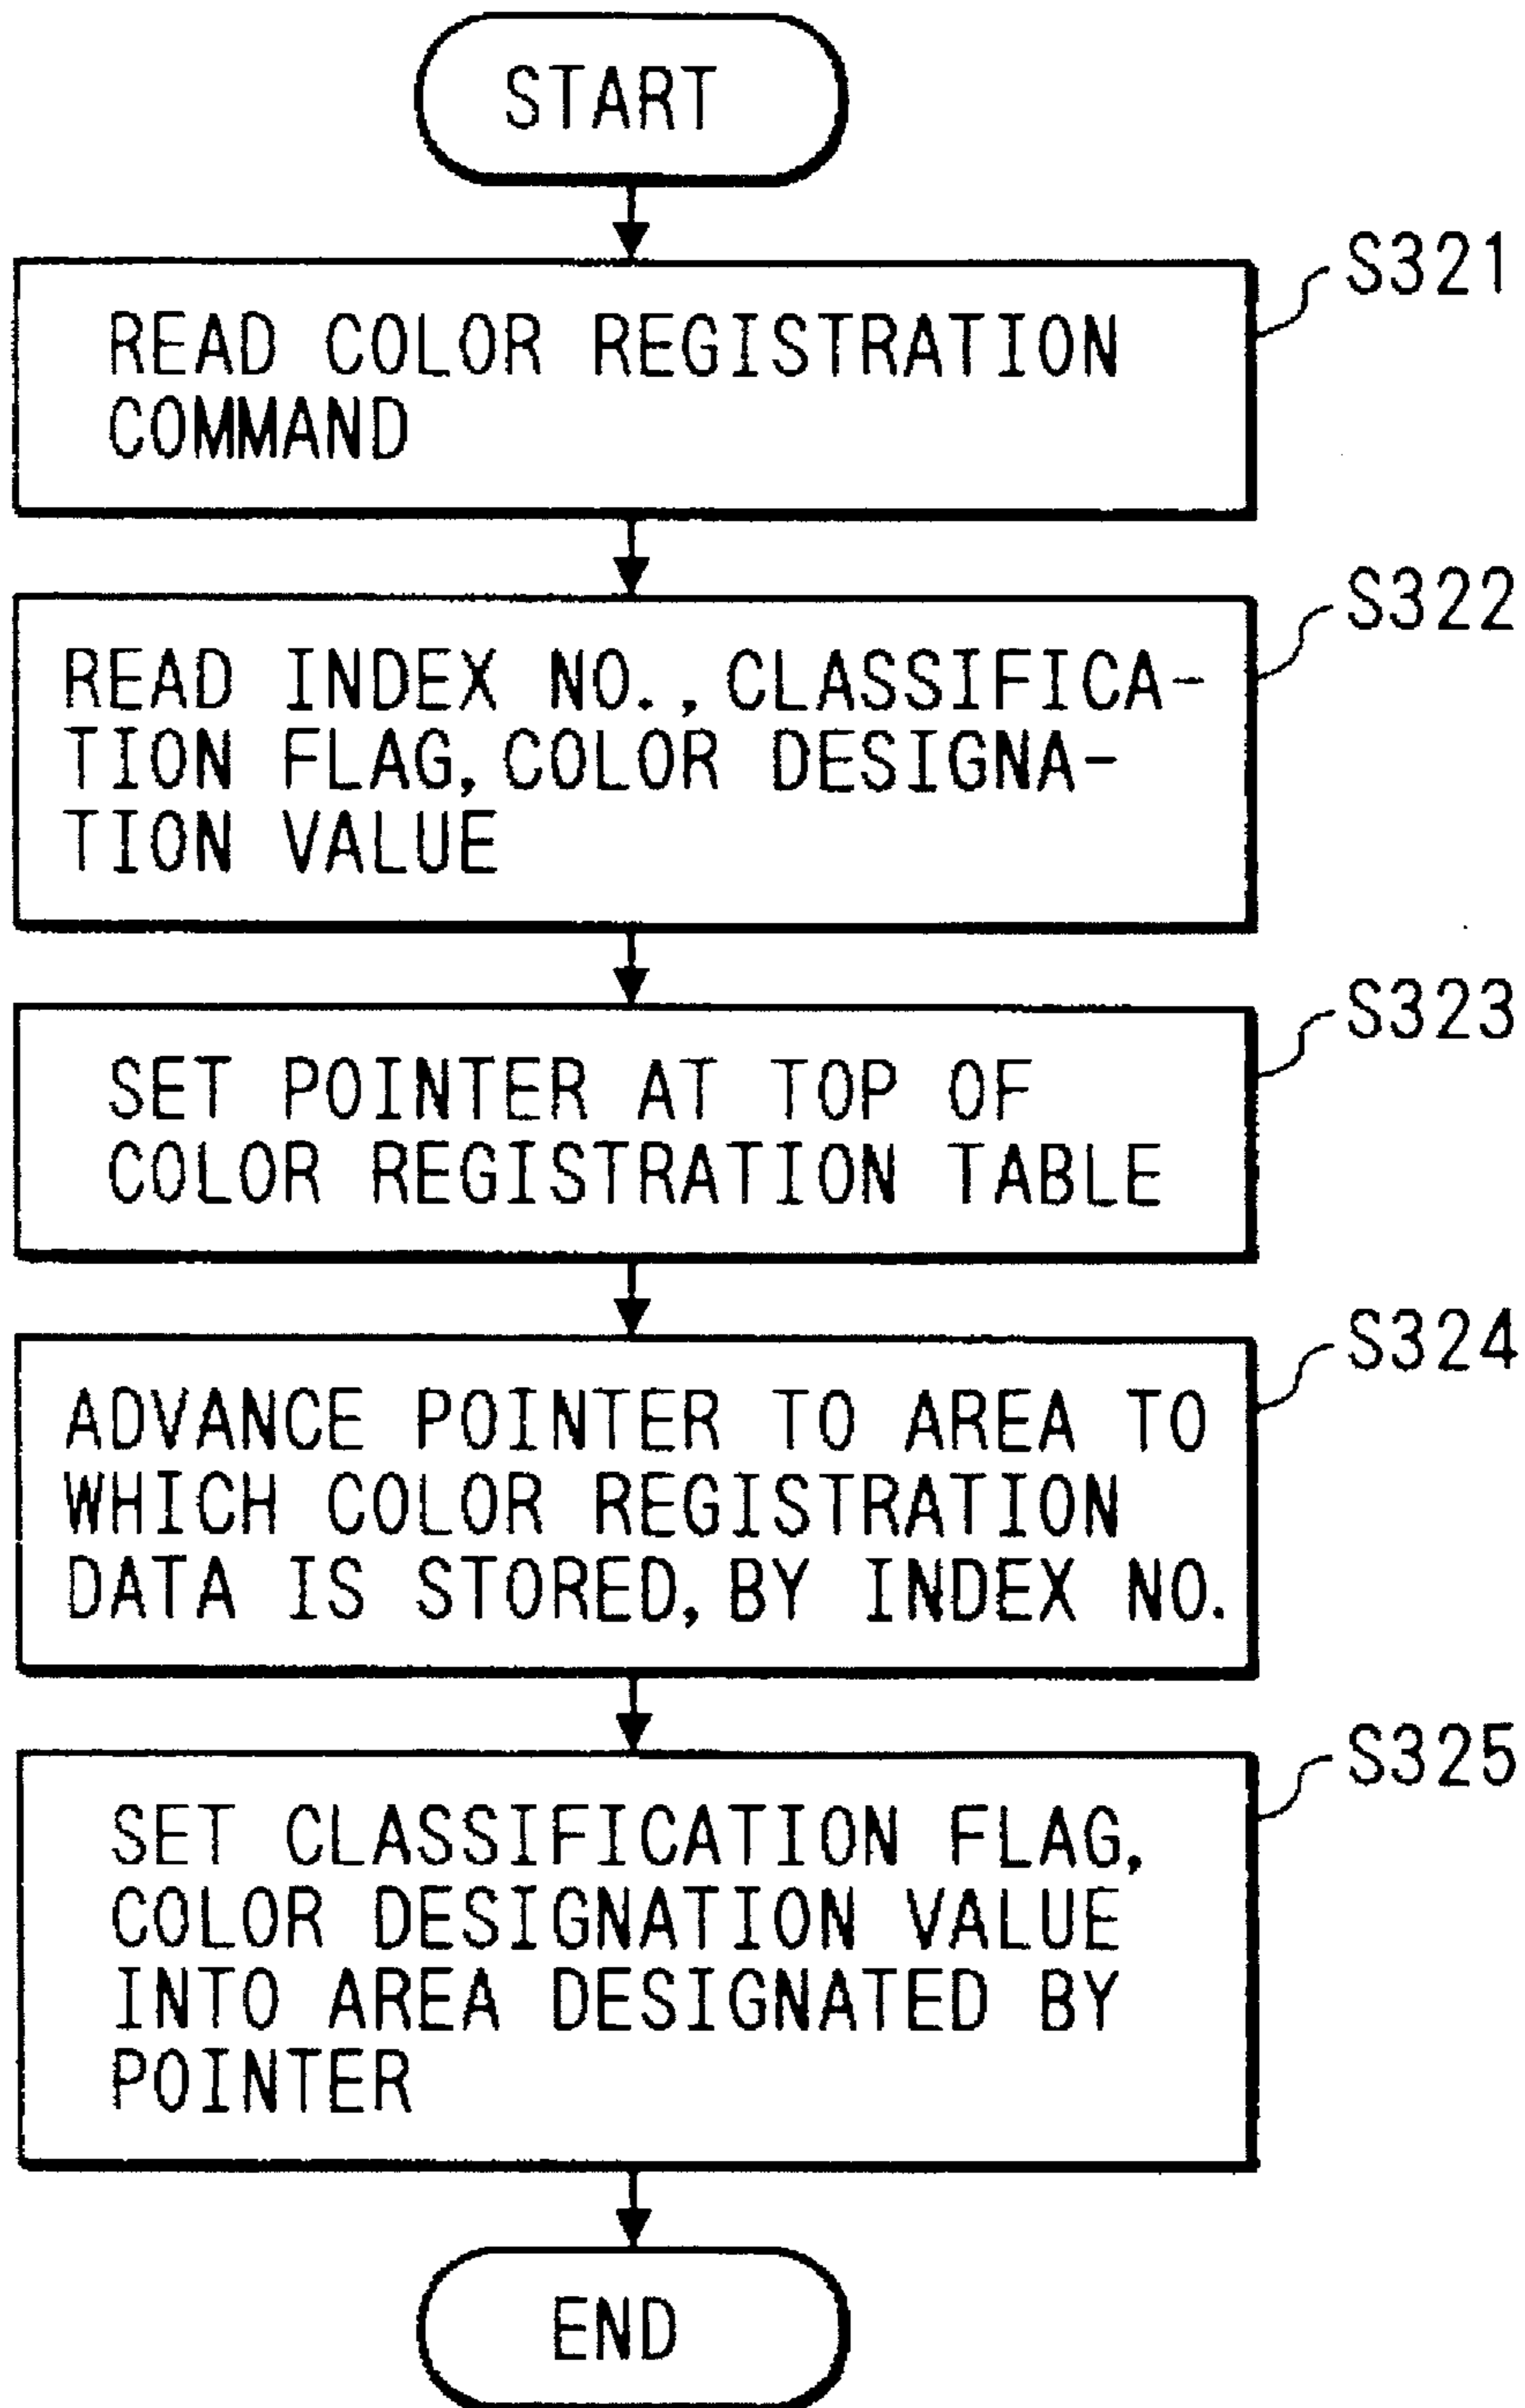 START
S321
READ COLOR REGISTRATION
COMMAND
S322
READ INDEX NO., CLASSIFICA-
TION FLAG, COLOR DESIGNA-
TION VALUE
S323
SET POINTER AT TOP OF
COLOR REGISTRATION TABLE
S324
ADVANCE POINTER TO AREA TO
WHICH COLOR REGISTRATION
DATA IS STORED, BY INDEX NO.
S325
SET CLASSIFICATION FLAG,
COLOR DESIGNATION VALUE
INTO AREA DESIGNATED BY
POINTER
END